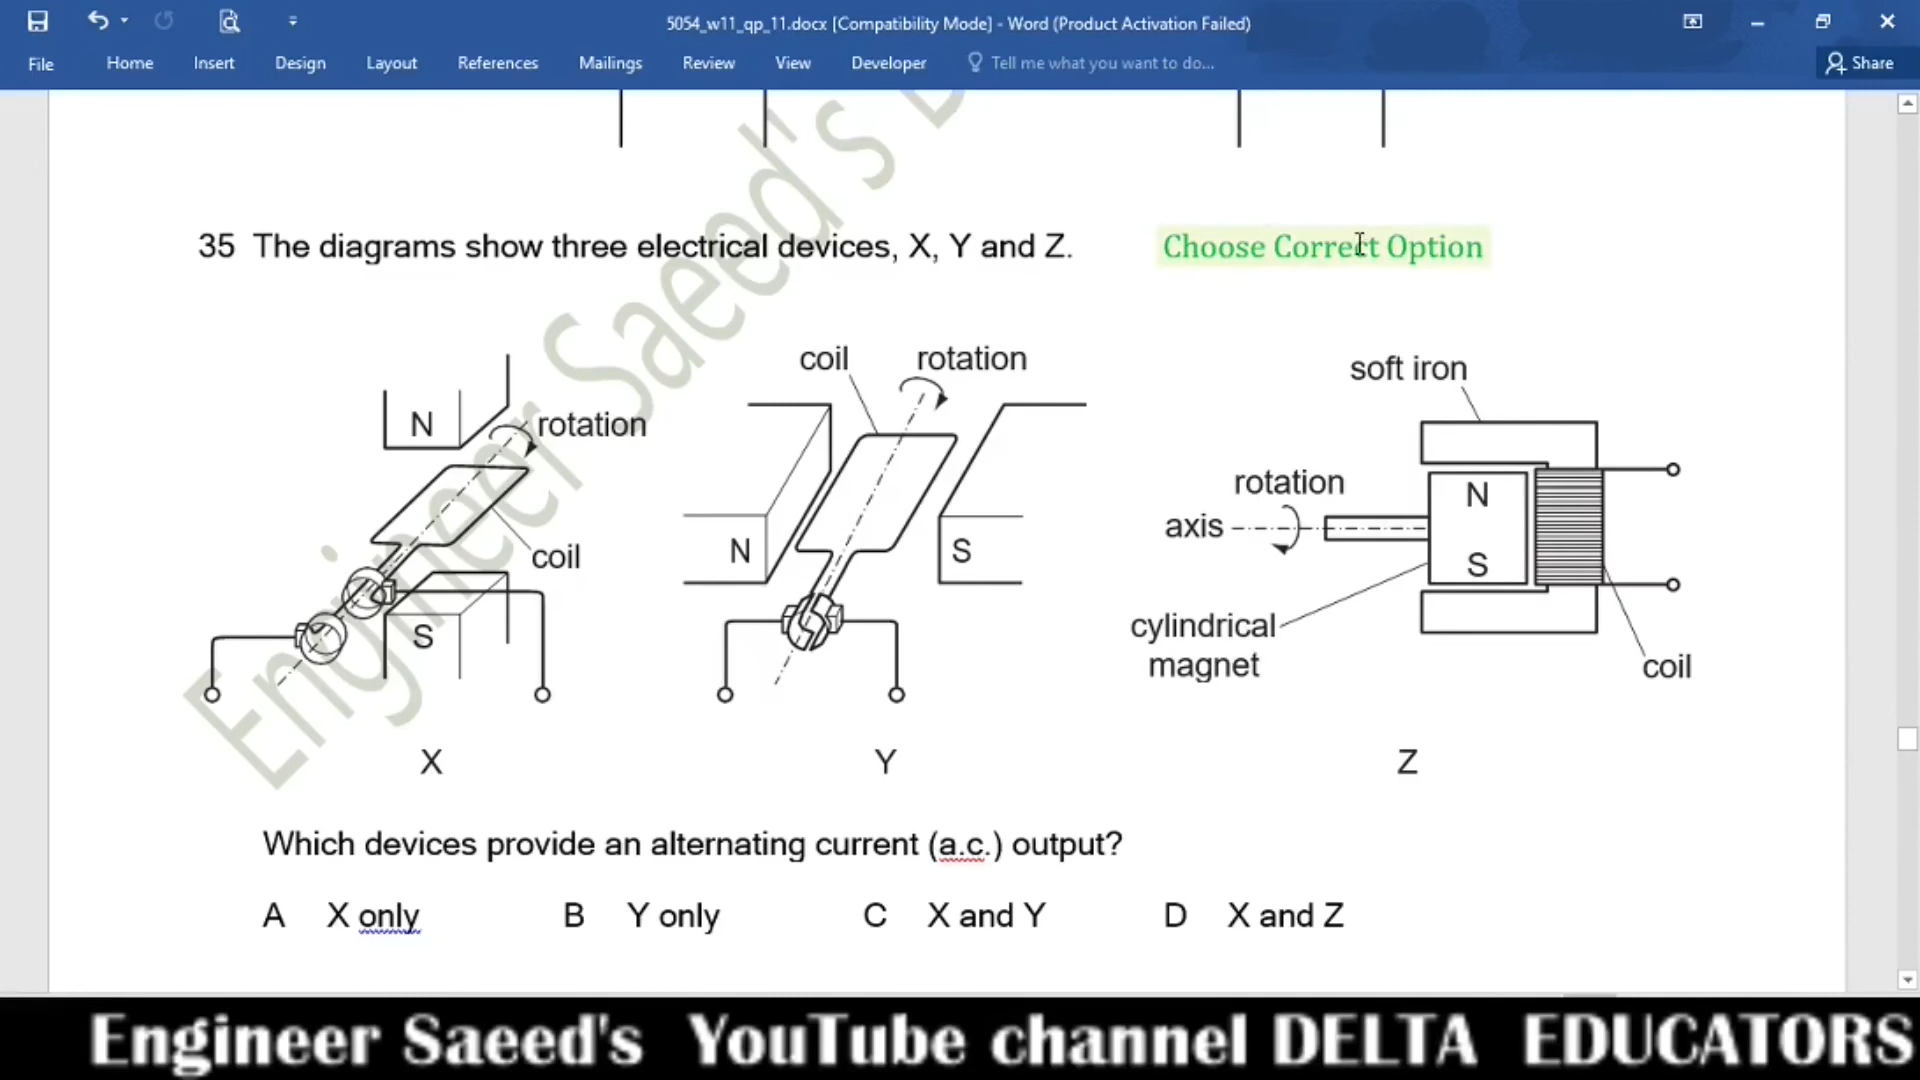 5054_w11_qp_11.docx [Compatibility Mode] - Word (Product Activation Failed)
File Home Insert Design Layout References Mailings Review View Developer Tell me what you want to do... Share
Engineer Saeed's
35 The diagrams show three electrical devices, X, Y and Z. Choose Correct Option
coil rotation
soft iron
N rotation
rotation
N
axis
coil
N S
S
S
cylindrical
magnet
coil
X Y Z
Which devices provide an alternating current (a.c.) output?
A X only B Y only C X and Y D X and Z
Engineer Saeed's YouTube channel DELTA EDUCATORS